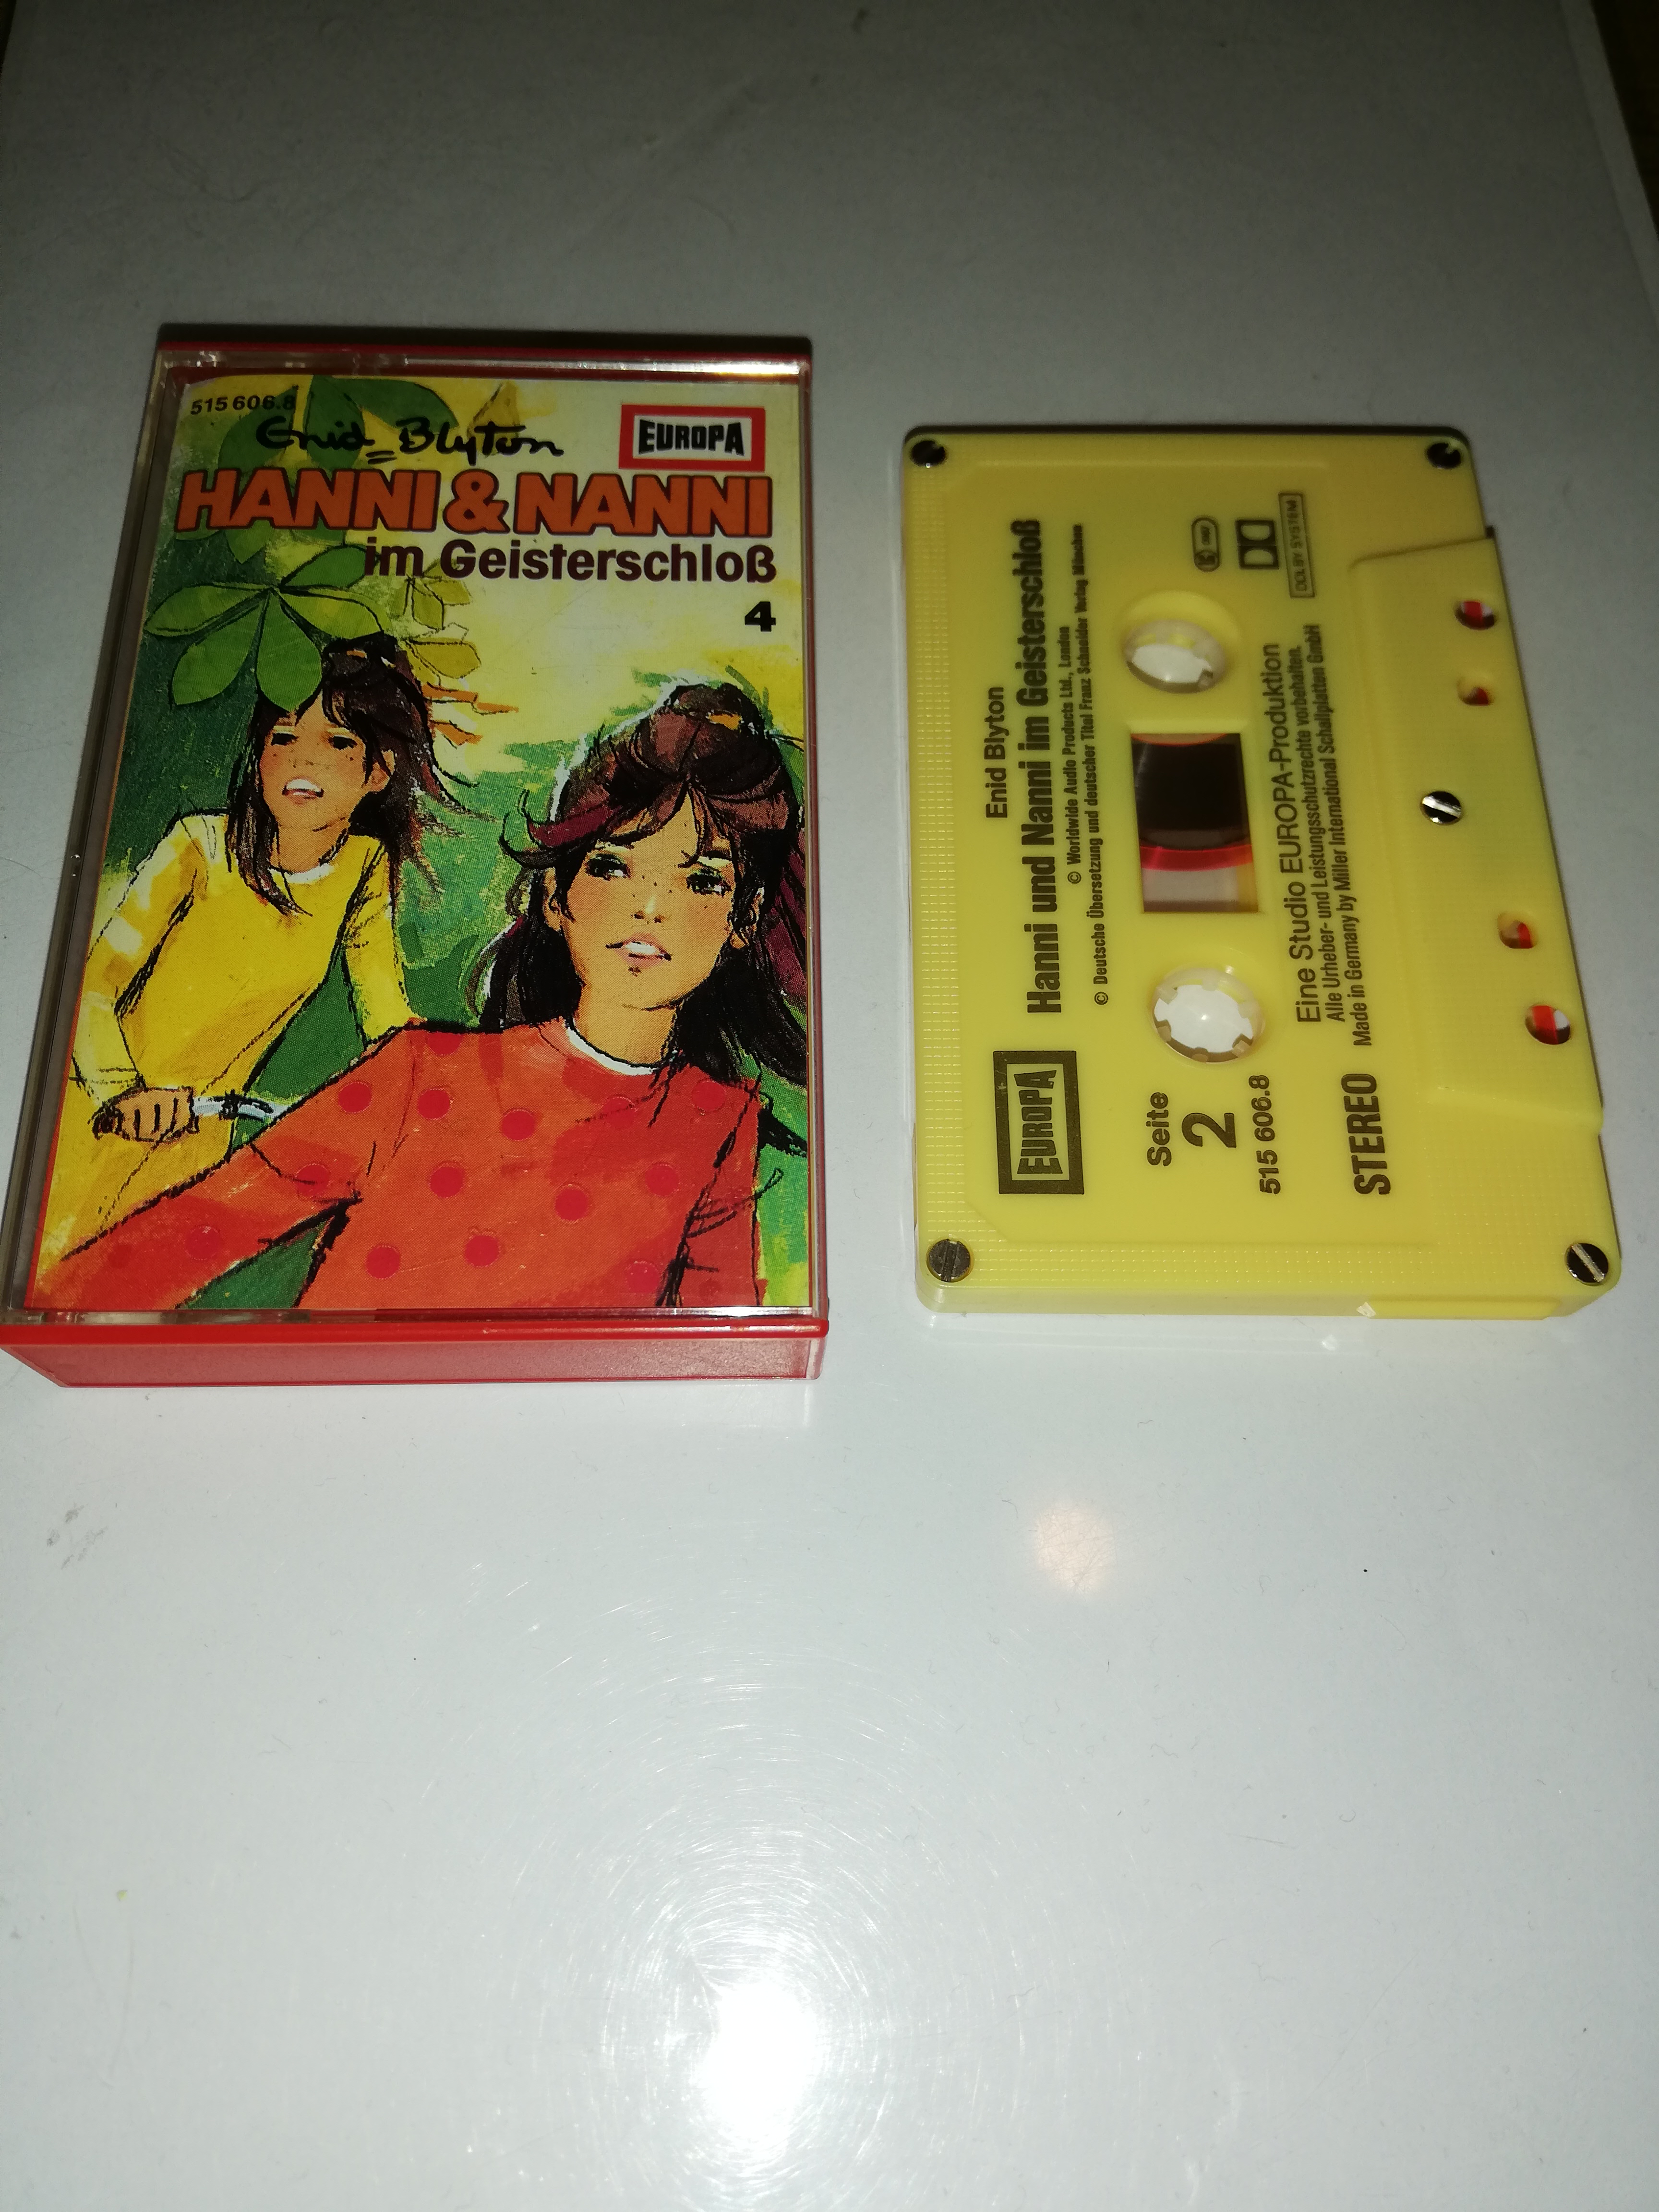 515 606.8
Enid Blyton
EUROPA
HANNI & NANNI
im Geisterschloß
4
Enid Blyton
Hanni und Nanni im Geisterschloß
© Worldwide Audio Products Ltd., London
© Deutsche Übersetzung und deutscher Titel Franz Schneider Verlag München
EUROPA
Seite
2
515 606.8
STEREO
DOLBY SYSTEM
Eine Studio EUROPA-Produktion
Alle Urheber- und Leistungsschutzrechte vorbehalten.
Made in Germany by Miller International Schallplatten GmbH